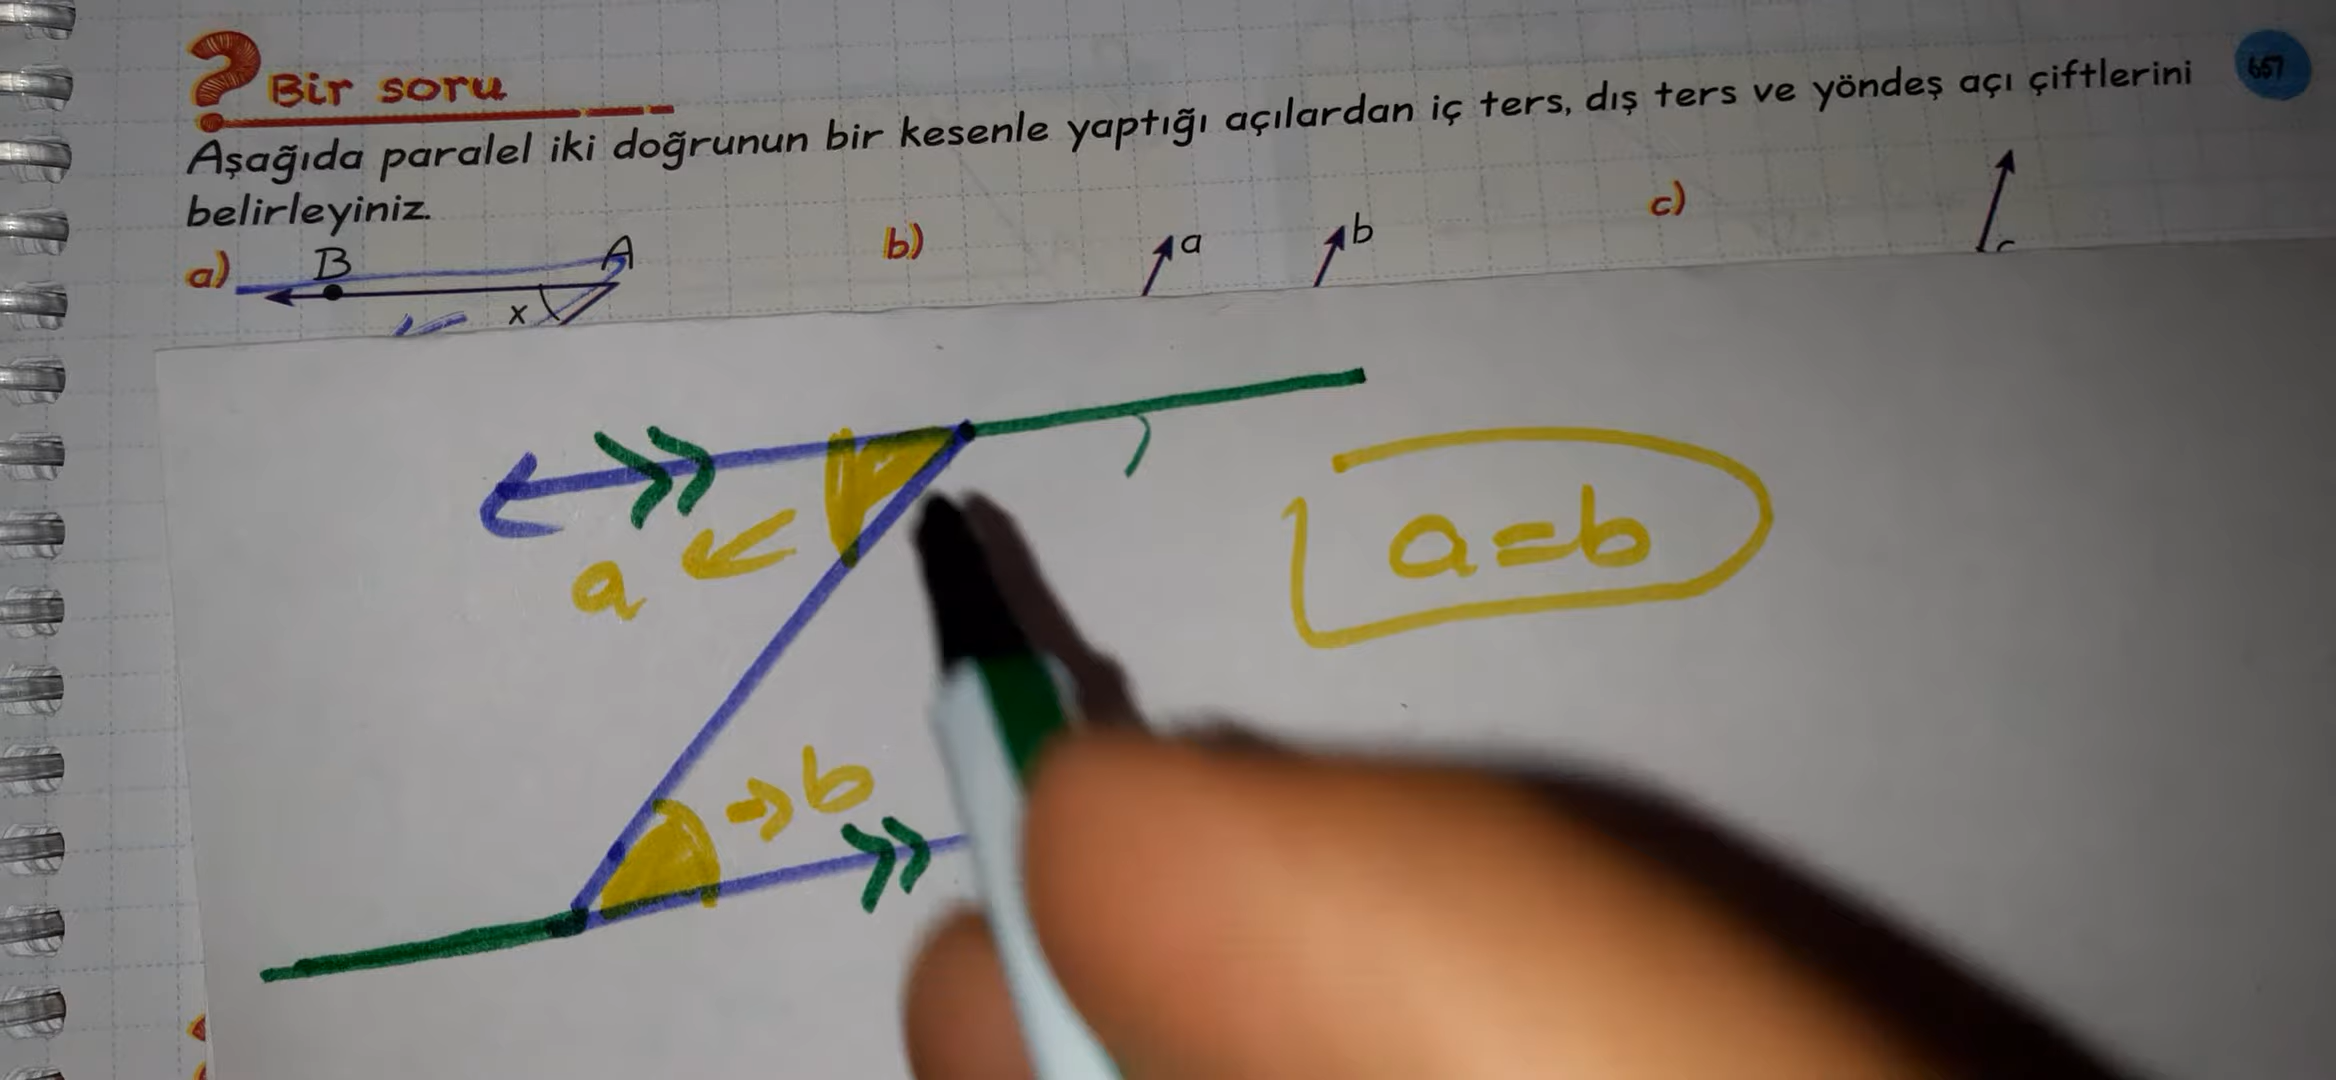 Bir soru
Aşağıda paralel iki doğrunun bir kesenle yaptığı açılardan iç ters, dış ters ve yöndeş açı çiftlerini
657
belirleyiniz.
a) B A x
b) a b
c)
a
a=b
b